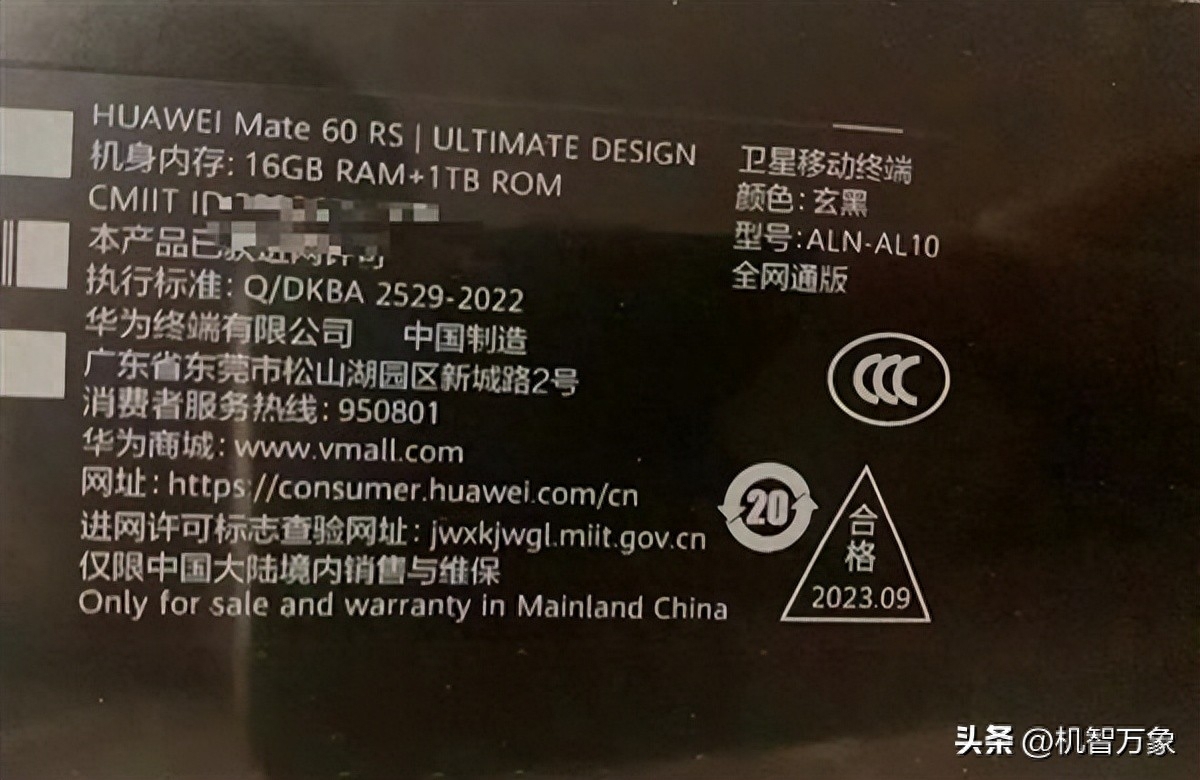 HUAWEI Mate 60 RS | ULTIMATE DESIGN
机身内存: 16GB RAM+1TB ROM
CMIIT ID
本产品已获进网许可
执行标准: Q/DKBA 2529-2022
华为终端有限公司 中国制造
广东省东莞市松山湖园区新城路2号
消费者服务热线: 950801
华为商城: www.vmall.com
网址: https://consumer.huawei.com/cn
进网许可标志查验网址: jwxkjwgl.miit.gov.cn
仅限中国大陆境内销售与维保
Only for sale and warranty in Mainland China
卫星移动终端
颜色: 玄黑
型号: ALN-AL10
全网通版
CCC
20
合格
2023.09
头条 @机智万象